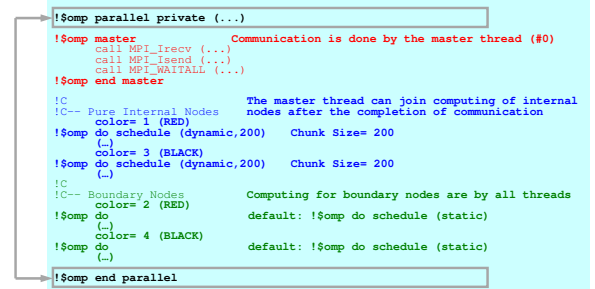 !$omp parallel private (...)
!$omp master Communication is done by the master thread (#0)
call MPI_Irecv (...)
call MPI_Isend (...)
call MPI_WAITALL (...)
!$omp end master
!C The master thread can join computing of internal
!C-- Pure Internal Nodes nodes after the completion of communication
color= 1 (RED)
!$omp do schedule (dynamic,200) Chunk Size= 200
(…)
color= 3 (BLACK)
!$omp do schedule (dynamic,200) Chunk Size= 200
(…)
!C
!C-- Boundary Nodes Computing for boundary nodes are by all threads
color= 2 (RED)
!$omp do default: !$omp do schedule (static)
(…)
color= 4 (BLACK)
!$omp do default: !$omp do schedule (static)
(…)
!$omp end parallel